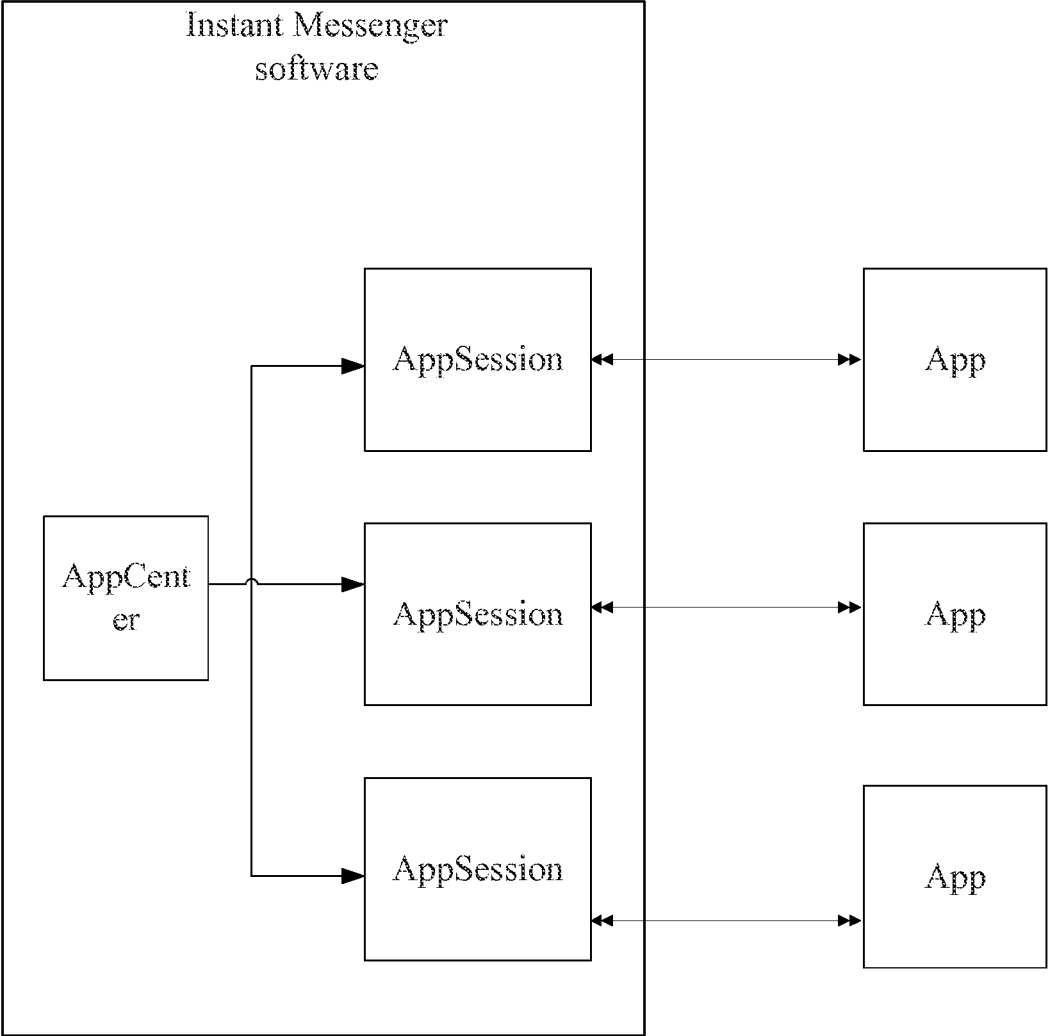 Instant Messenger
software
AppSession
App
AppCent
er
AppSession
App
AppSession
App